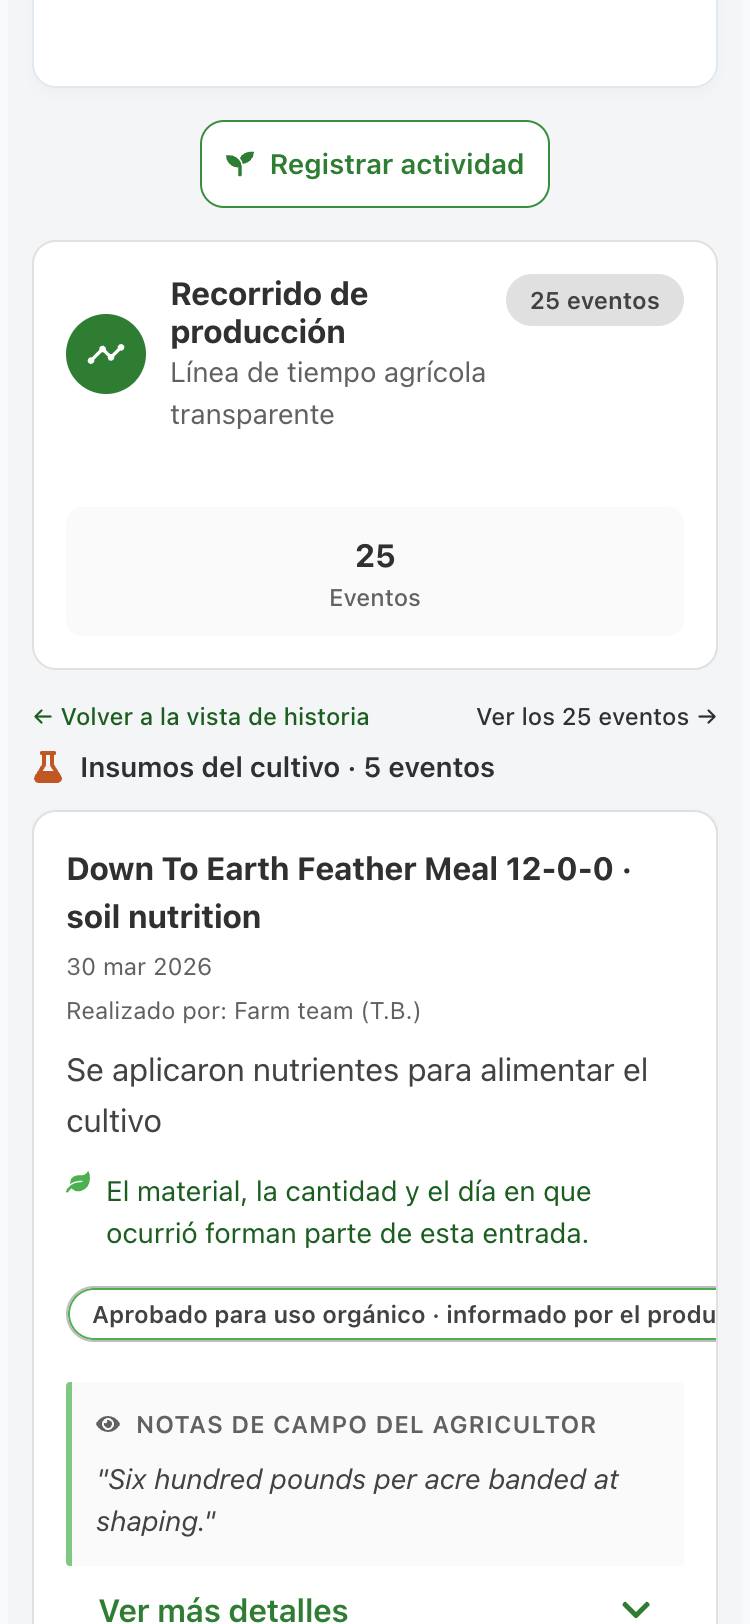 Registrar actividad
Recorrido de
producción
25 eventos
Línea de tiempo agrícola
transparente
25
Eventos
← Volver a la vista de historia
Ver los 25 eventos →
Insumos del cultivo · 5 eventos
Down To Earth Feather Meal 12-0-0 ·
soil nutrition
30 mar 2026
Realizado por: Farm team (T.B.)
Se aplicaron nutrientes para alimentar el
cultivo
El material, la cantidad y el día en que
ocurrió forman parte de esta entrada.
Aprobado para uso orgánico · informado por el produ
NOTAS DE CAMPO DEL AGRICULTOR
"Six hundred pounds per acre banded at
shaping."
Ver más detalles